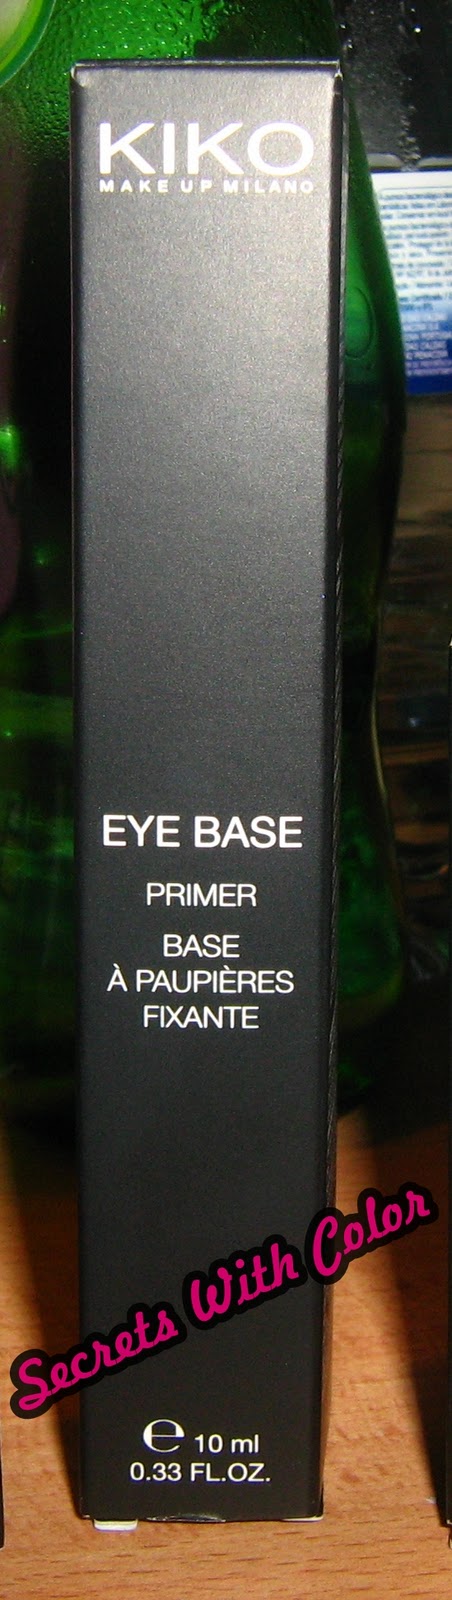 KIKO
MAKE UP MILANO
EYE BASE
PRIMER
BASE
À PAUPIÈRES
FIXANTE
Secrets With Color
℮ 10 ml
0.33 FL.OZ.